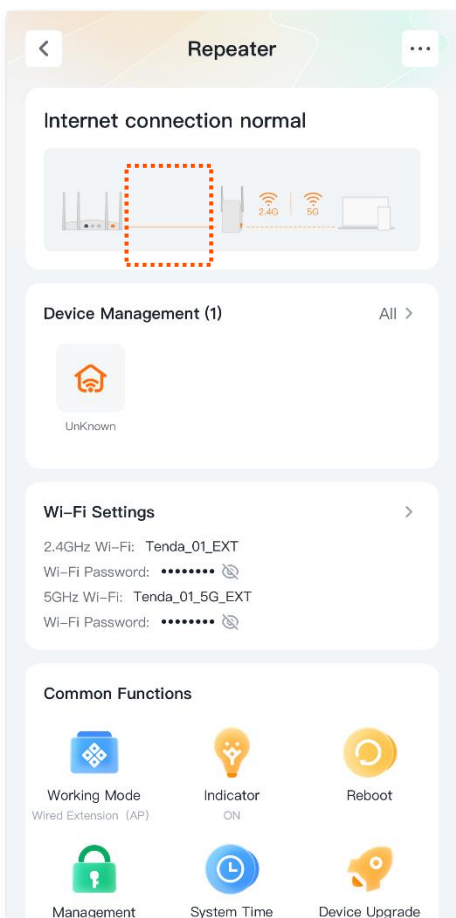 Repeater
Internet connection normal
2.4G 5G
Device Management (1) All
UnKnown
Wi-Fi Settings
2.4GHz Wi-Fi: Tenda_01_EXT
Wi-Fi Password: ••••••••
5GHz Wi-Fi: Tenda_01_5G_EXT
Wi-Fi Password: ••••••••
Common Functions
Working Mode Indicator Reboot
Wired Extension (AP) ON
Management System Time Device Upgrade